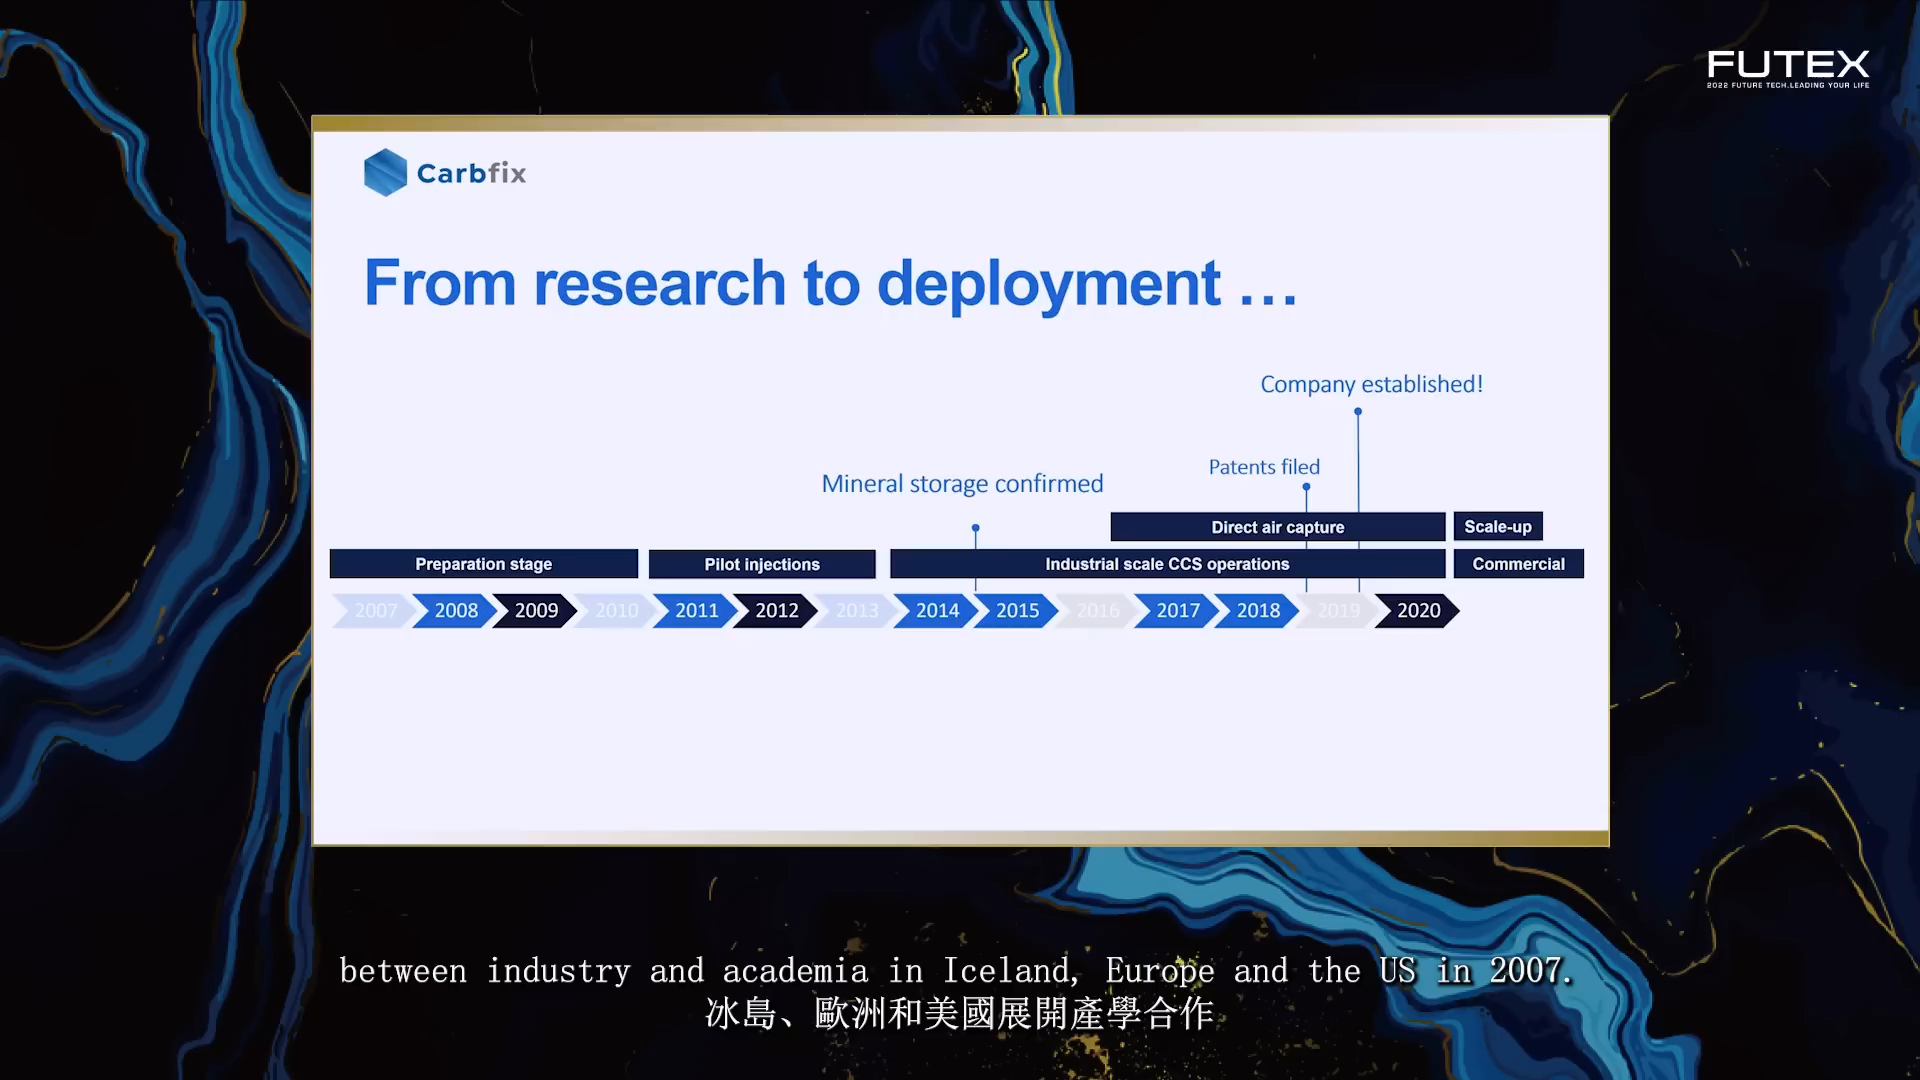 FUTEX
2022 FUTURE TECH.LEADING YOUR LIFE
Carbfix
From research to deployment ...
Company established!
Patents filed
Mineral storage confirmed
Direct air capture
Scale-up
Preparation stage
Pilot injections
Industrial scale CCS operations
Commercial
2007 2008 2009 2010 2011 2012 2013 2014 2015 2016 2017 2018 2019 2020
between industry and academia in Iceland, Europe and the US in 2007.
冰島、歐洲和美國展開產學合作